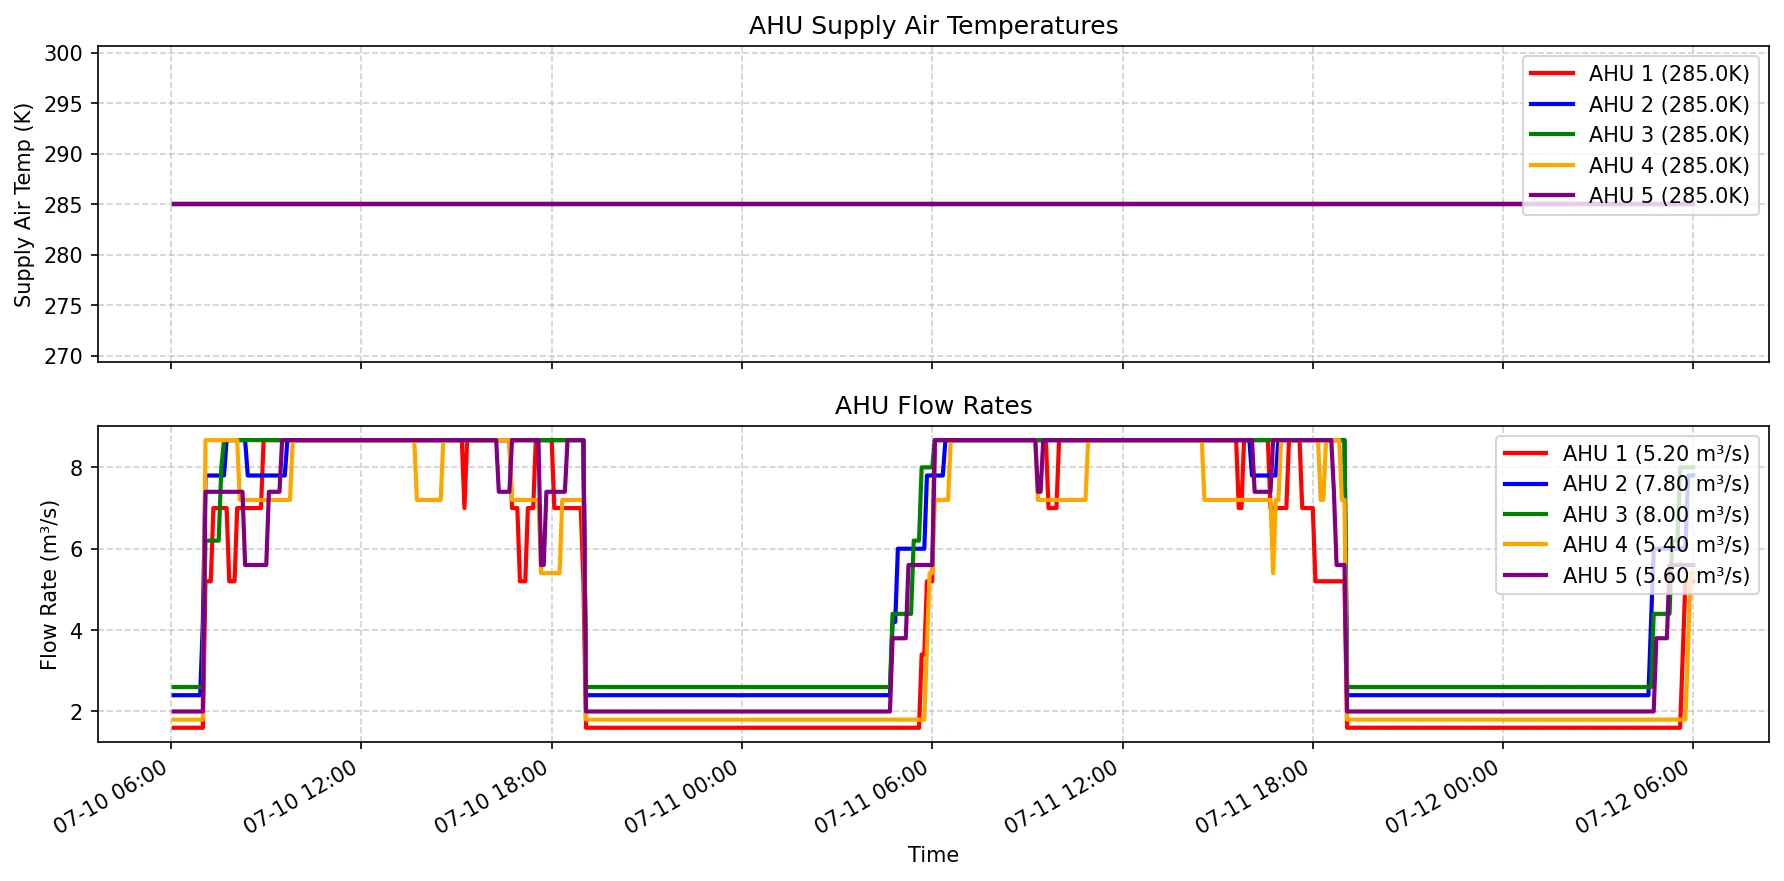 AHU Supply Air Temperatures
Supply Air Temp (K)
300
295
290
285
280
275
270
AHU 1 (285.0K)
AHU 2 (285.0K)
AHU 3 (285.0K)
AHU 4 (285.0K)
AHU 5 (285.0K)
AHU Flow Rates
Flow Rate (m³/s)
8
6
4
2
AHU 1 (5.20 m³/s)
AHU 2 (7.80 m³/s)
AHU 3 (8.00 m³/s)
AHU 4 (5.40 m³/s)
AHU 5 (5.60 m³/s)
07-10 06:00
07-10 12:00
07-10 18:00
07-11 00:00
07-11 06:00
07-11 12:00
07-11 18:00
07-12 00:00
07-12 06:00
Time